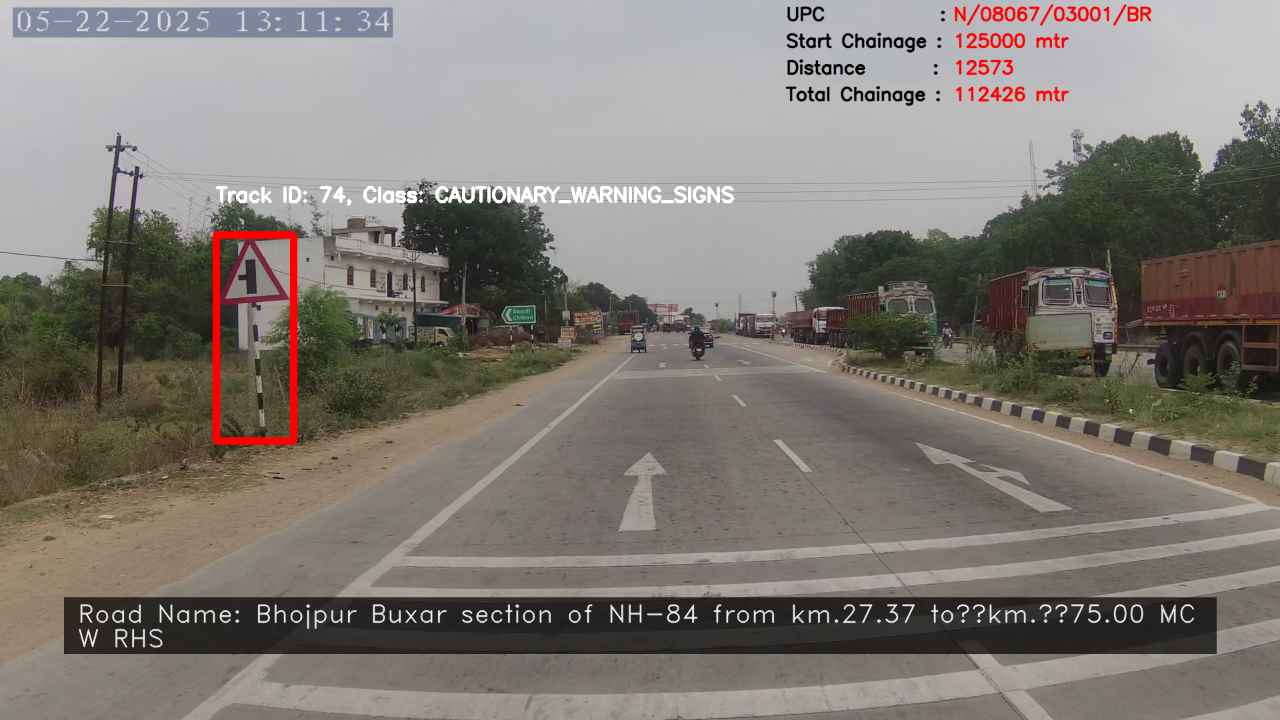 05-22-2025 13:11:34
UPC : N/08067/03001/BR
Start Chainage : 125000 mtr
Distance : 12573
Total Chainage : 112426 mtr
Track ID: 74, Class: CAUTIONARY_WARNING_SIGNS
Road Name: Bhojpur Buxar section of NH-84 from km.27.37 to??km.??75.00 MC
W RHS